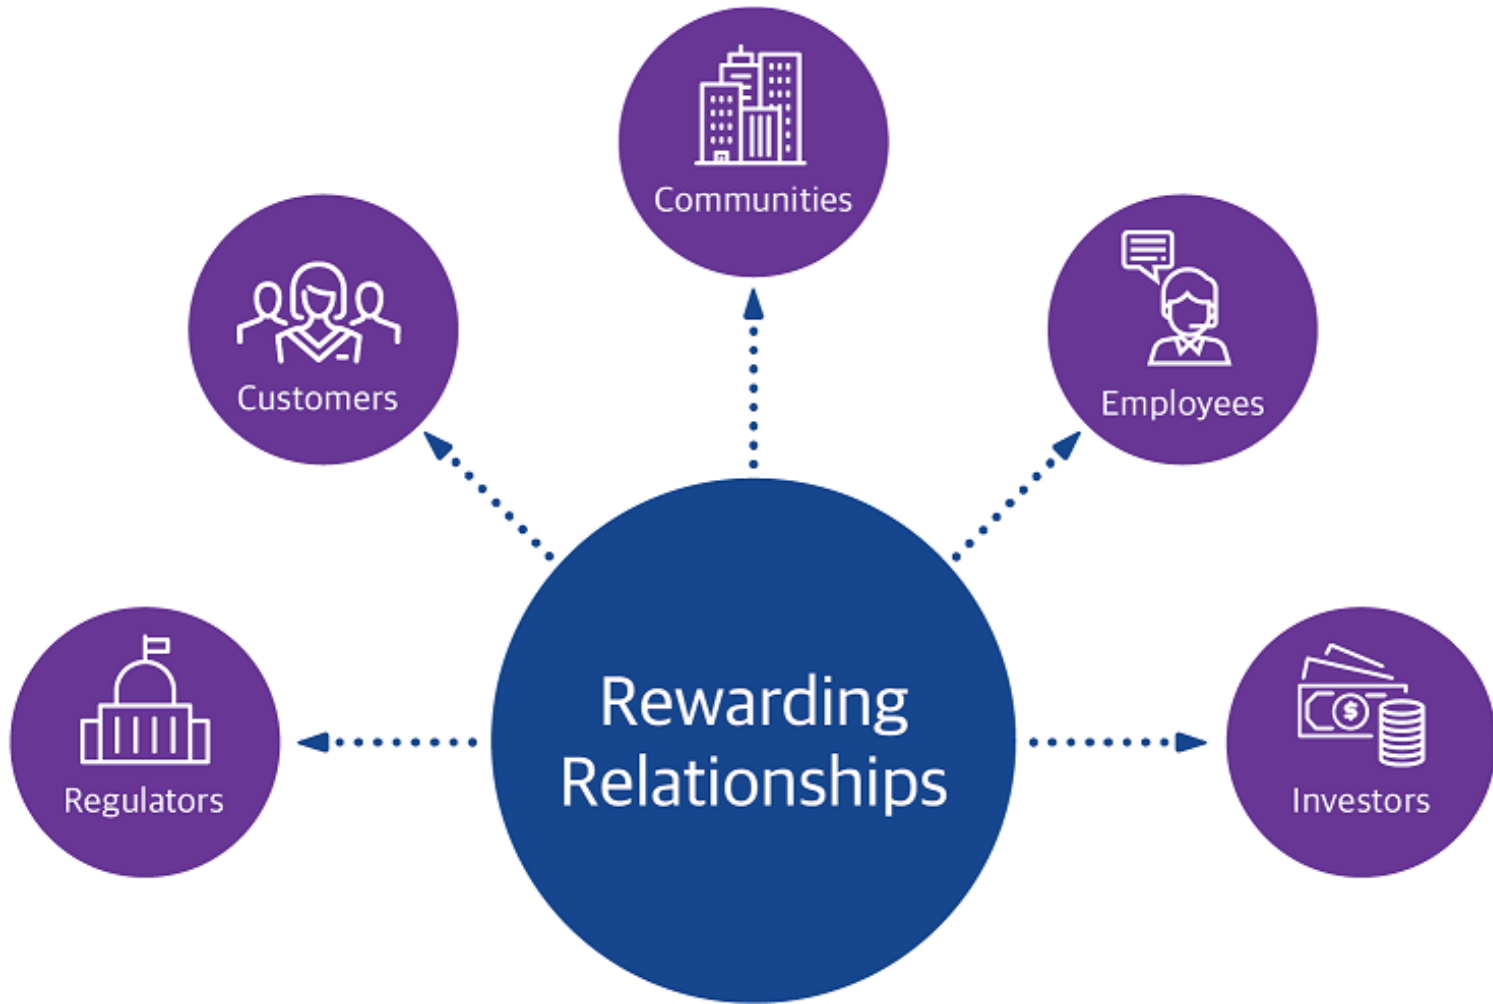 Communities
Customers
Employees
Rewarding
Relationships
Regulators
$
Investors